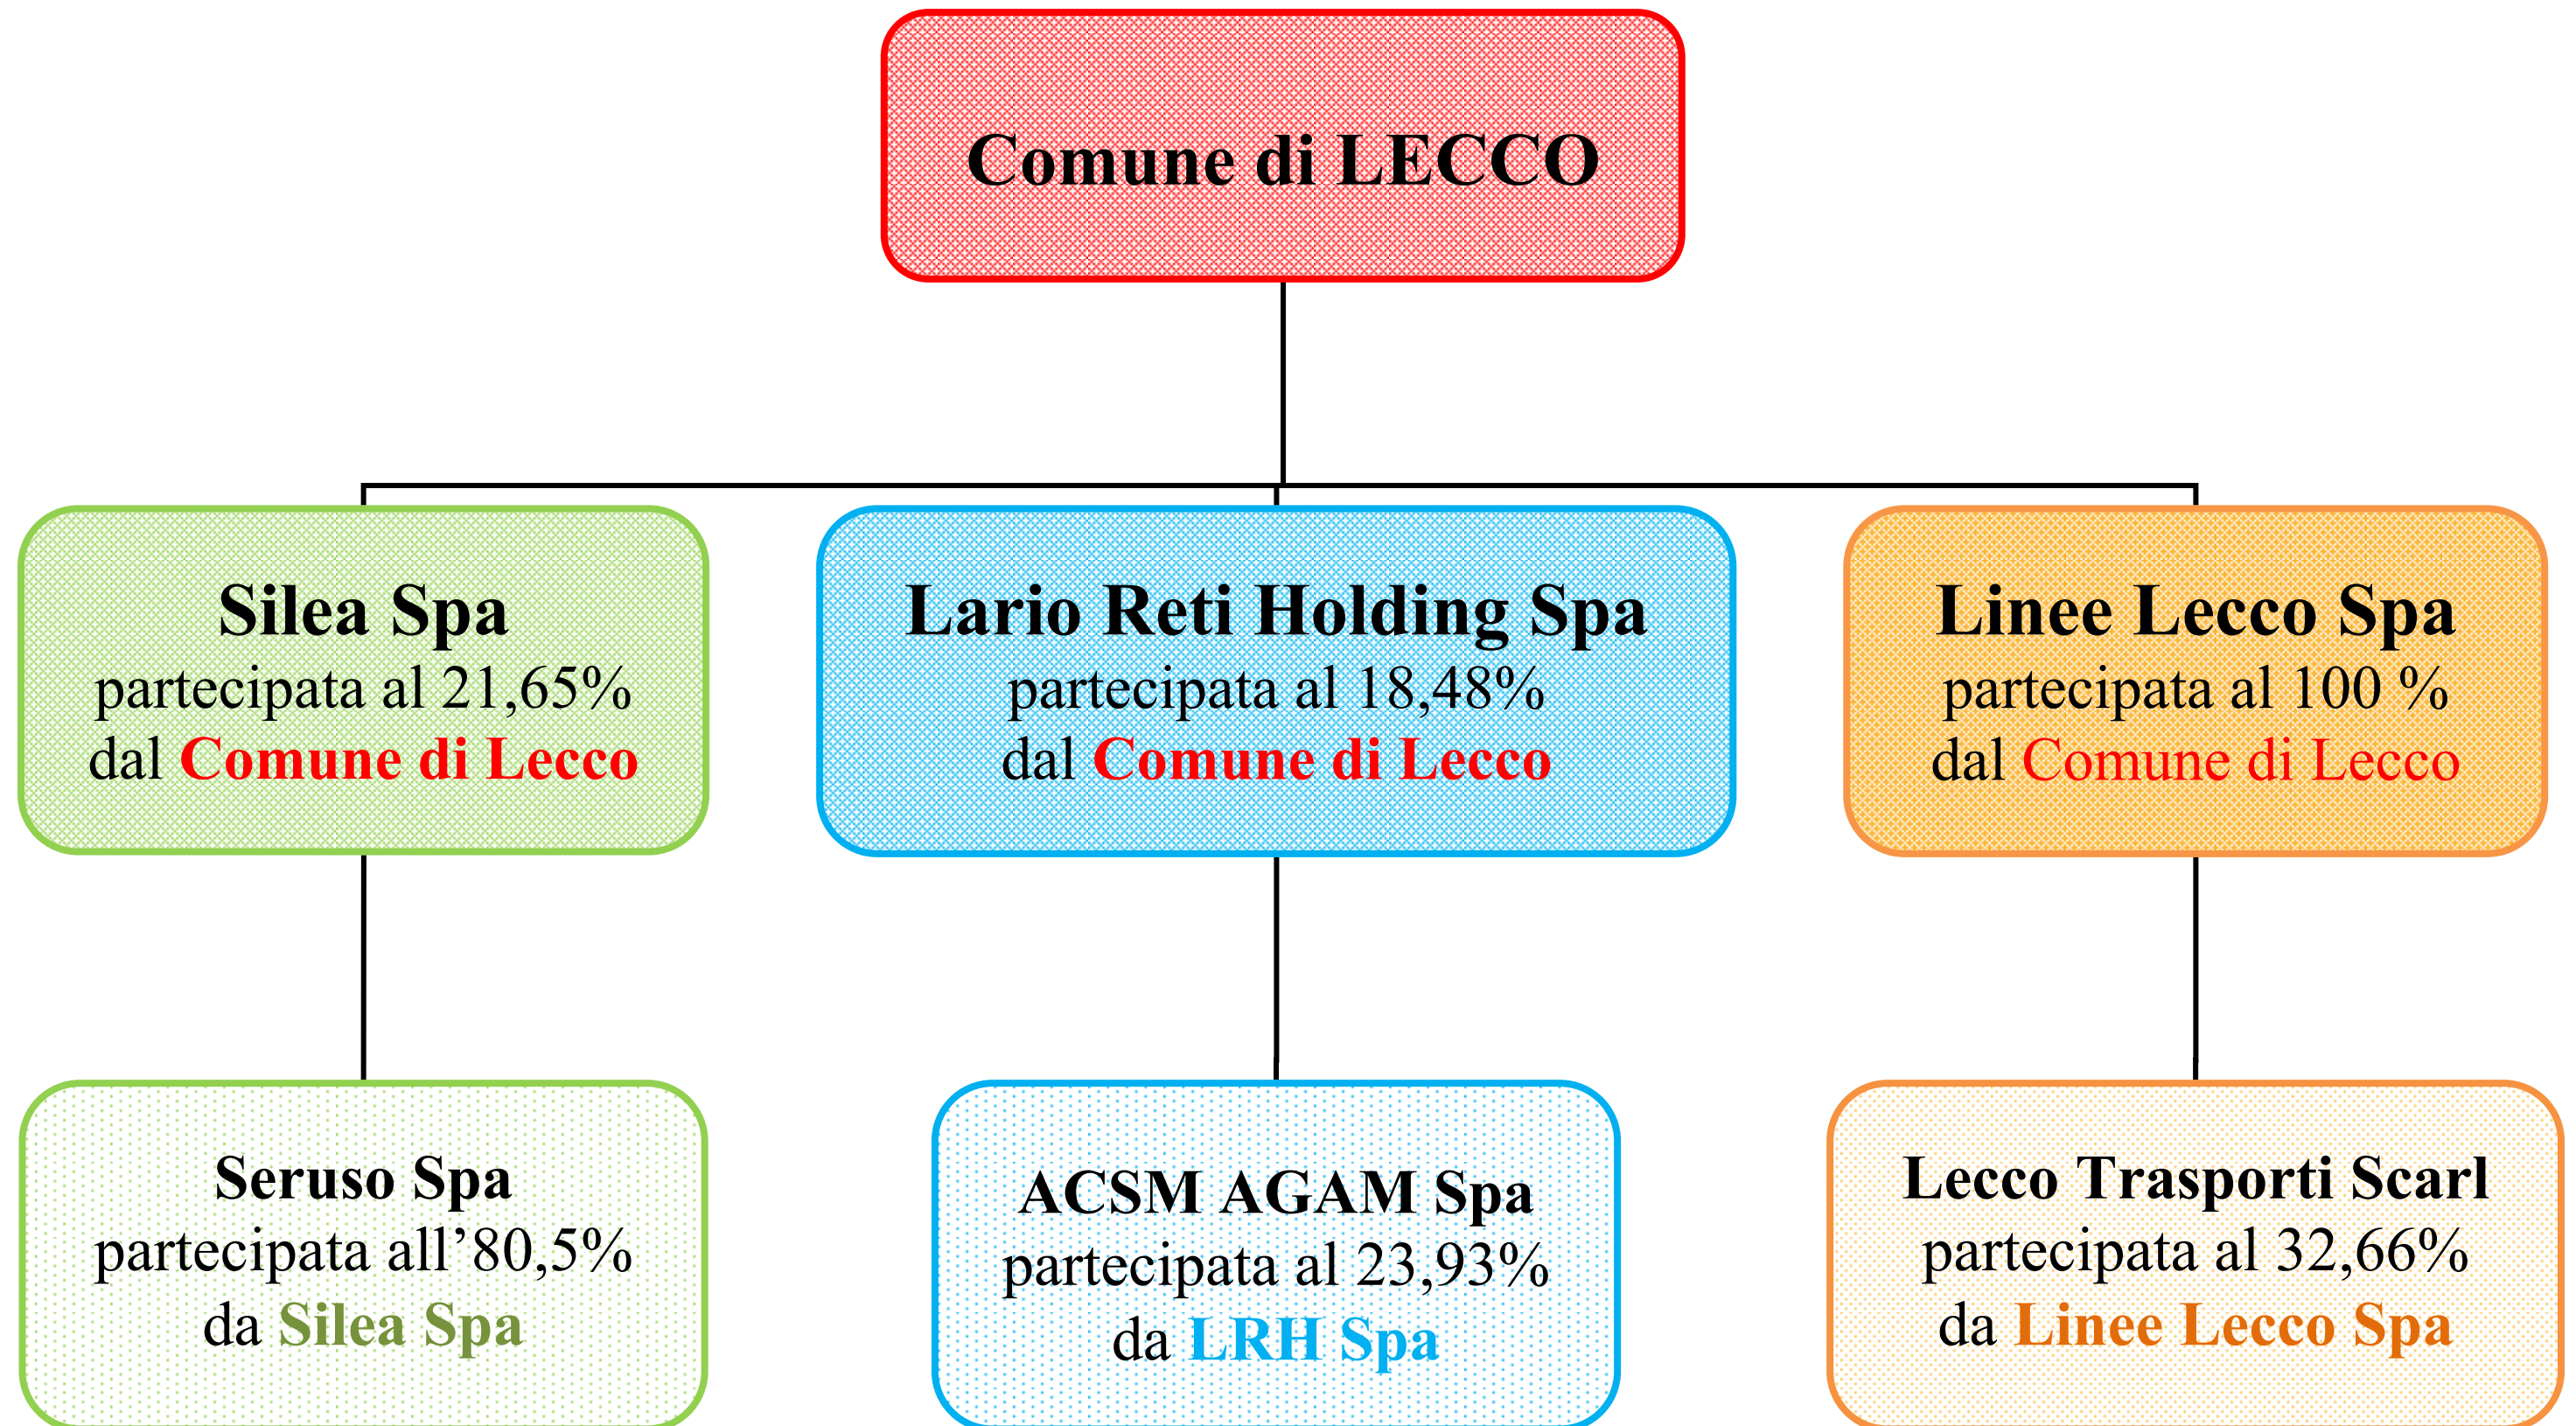 Comune di LECCO
Silea Spa
partecipata al 21,65%
dal Comune di Lecco
Lario Reti Holding Spa
partecipata al 18,48%
dal Comune di Lecco
Linee Lecco Spa
partecipata al 100 %
dal Comune di Lecco
Seruso Spa
partecipata all’80,5%
da Silea Spa
ACSM AGAM Spa
partecipata al 23,93%
da LRH Spa
Lecco Trasporti Scarl
partecipata al 32,66%
da Linee Lecco Spa